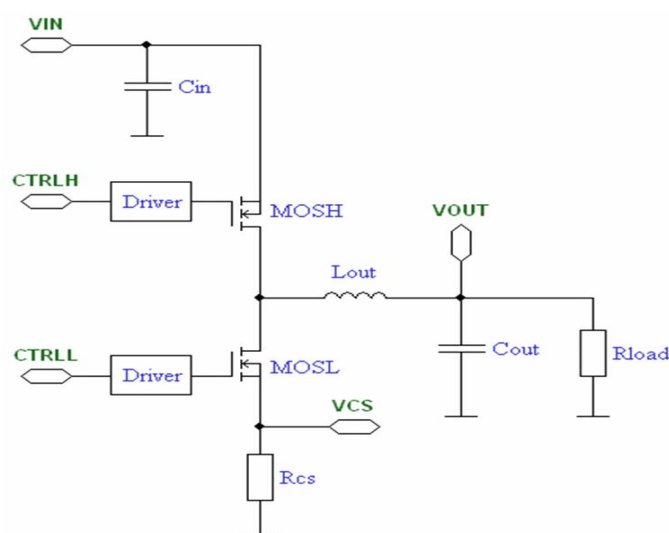 VIN
Cin
CTRLH
Driver
MOSH
VOUT
Lout
CTRLL
Driver
MOSL
Cout
Rload
VCS
Rcs